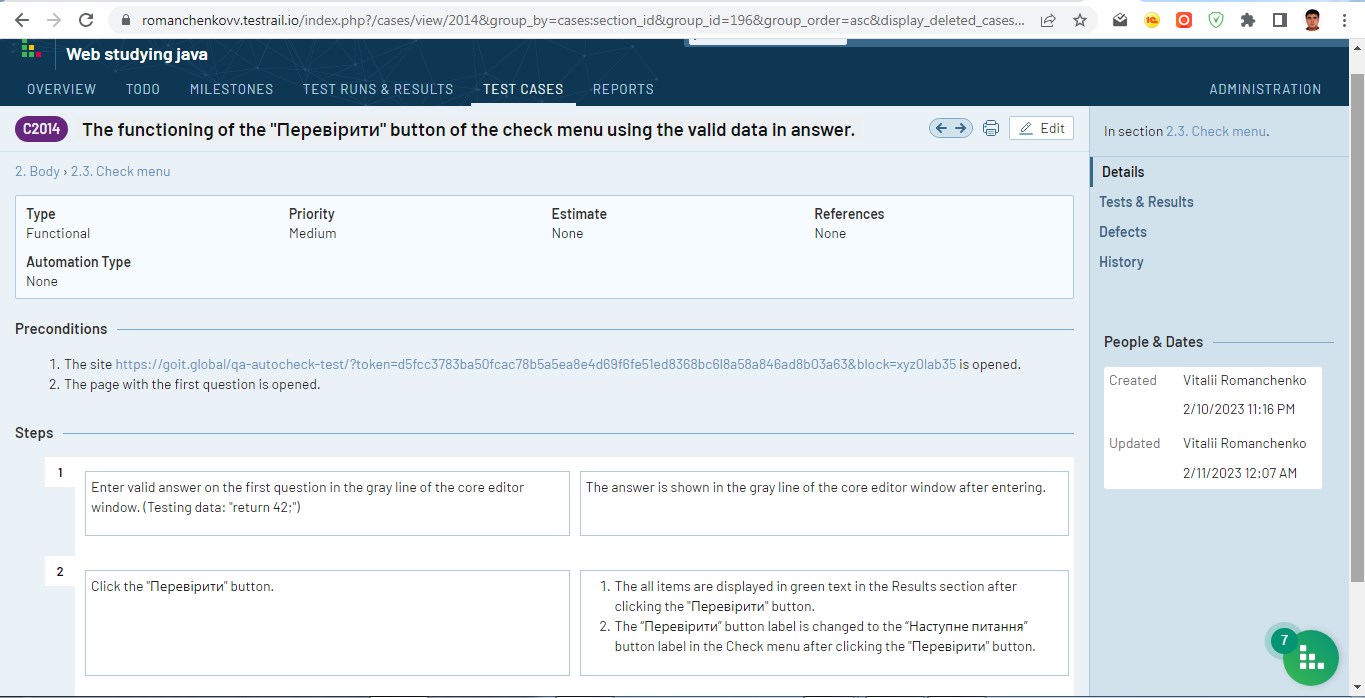 romanchenkovv.testrail.io/index.php?/cases/view/2014&group_by=cases:section_id&group_id=196&group_order=asc&display_deleted_cases...
Web studying java
OVERVIEW TODO MILESTONES TEST RUNS & RESULTS TEST CASES REPORTS ADMINISTRATION
C2014 The functioning of the "Перевірити" button of the check menu using the valid data in answer.
Edit
In section 2.3. Check menu.
2. Body › 2.3. Check menu
Details
Tests & Results
Defects
History
Type Priority Estimate References
Functional Medium None None
Automation Type
None
Preconditions
1. The site https://goit.global/qa-autocheck-test/?token=d5fcc3783ba50fcac78b5a5ea8e4d69f6fe51ed8368bc6l8a58a846ad8b03a63&block=xyz0lab35 is opened.
2. The page with the first question is opened.
People & Dates
Created Vitalii Romanchenko
2/10/2023 11:16 PM
Updated Vitalii Romanchenko
2/11/2023 12:07 AM
Steps
1
Enter valid answer on the first question in the gray line of the core editor
window. (Testing data: "return 42;")
The answer is shown in the gray line of the core editor window after entering.
2
Click the "Перевірити" button.
1. The all items are displayed in green text in the Results section after
clicking the "Перевірити" button.
2. The "Перевірити" button label is changed to the "Наступне питання"
button label in the Check menu after clicking the "Перевірити" button.
7